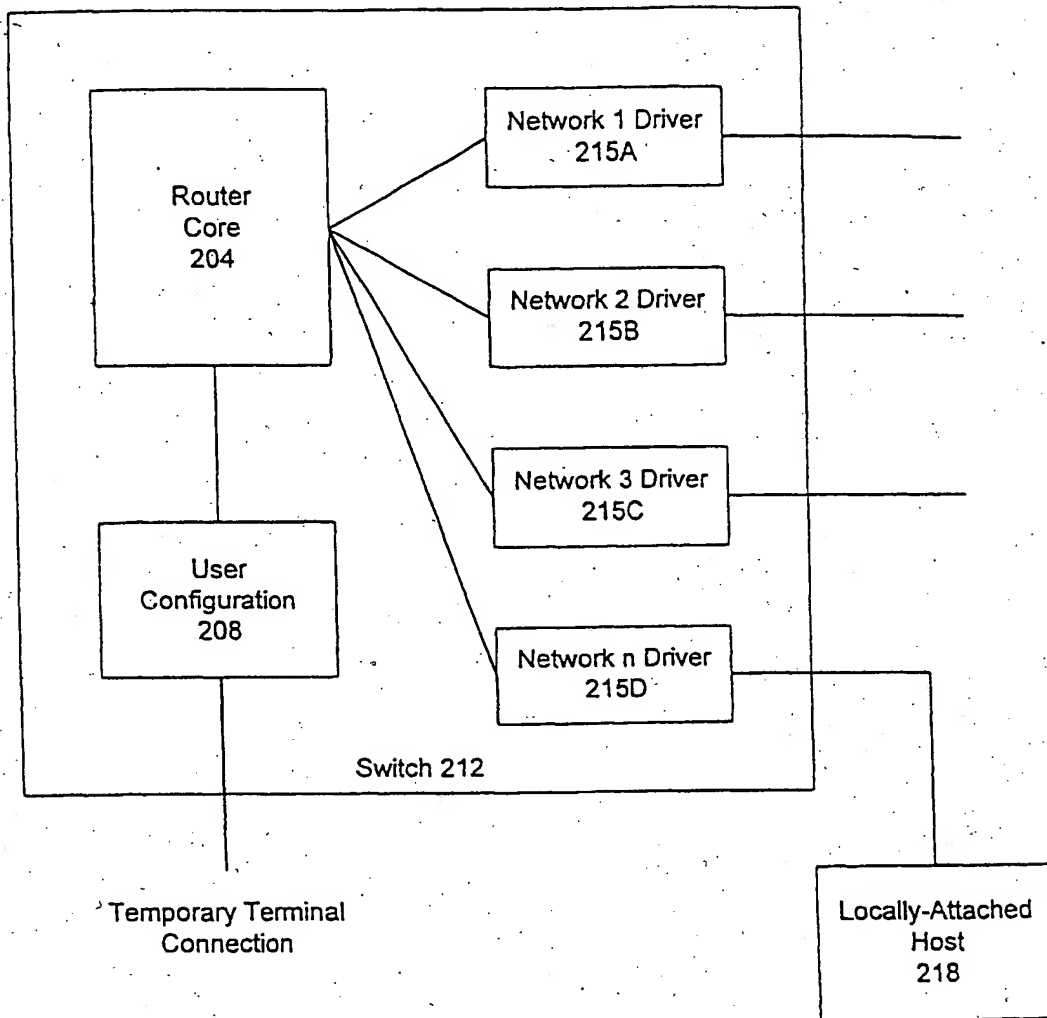 Router
Core
204
Network 1 Driver
215A
Network 2 Driver
215B
Network 3 Driver
215C
User
Configuration
208
Network n Driver
215D
Switch 212
Temporary Terminal
Connection
Locally-Attached
Host
218